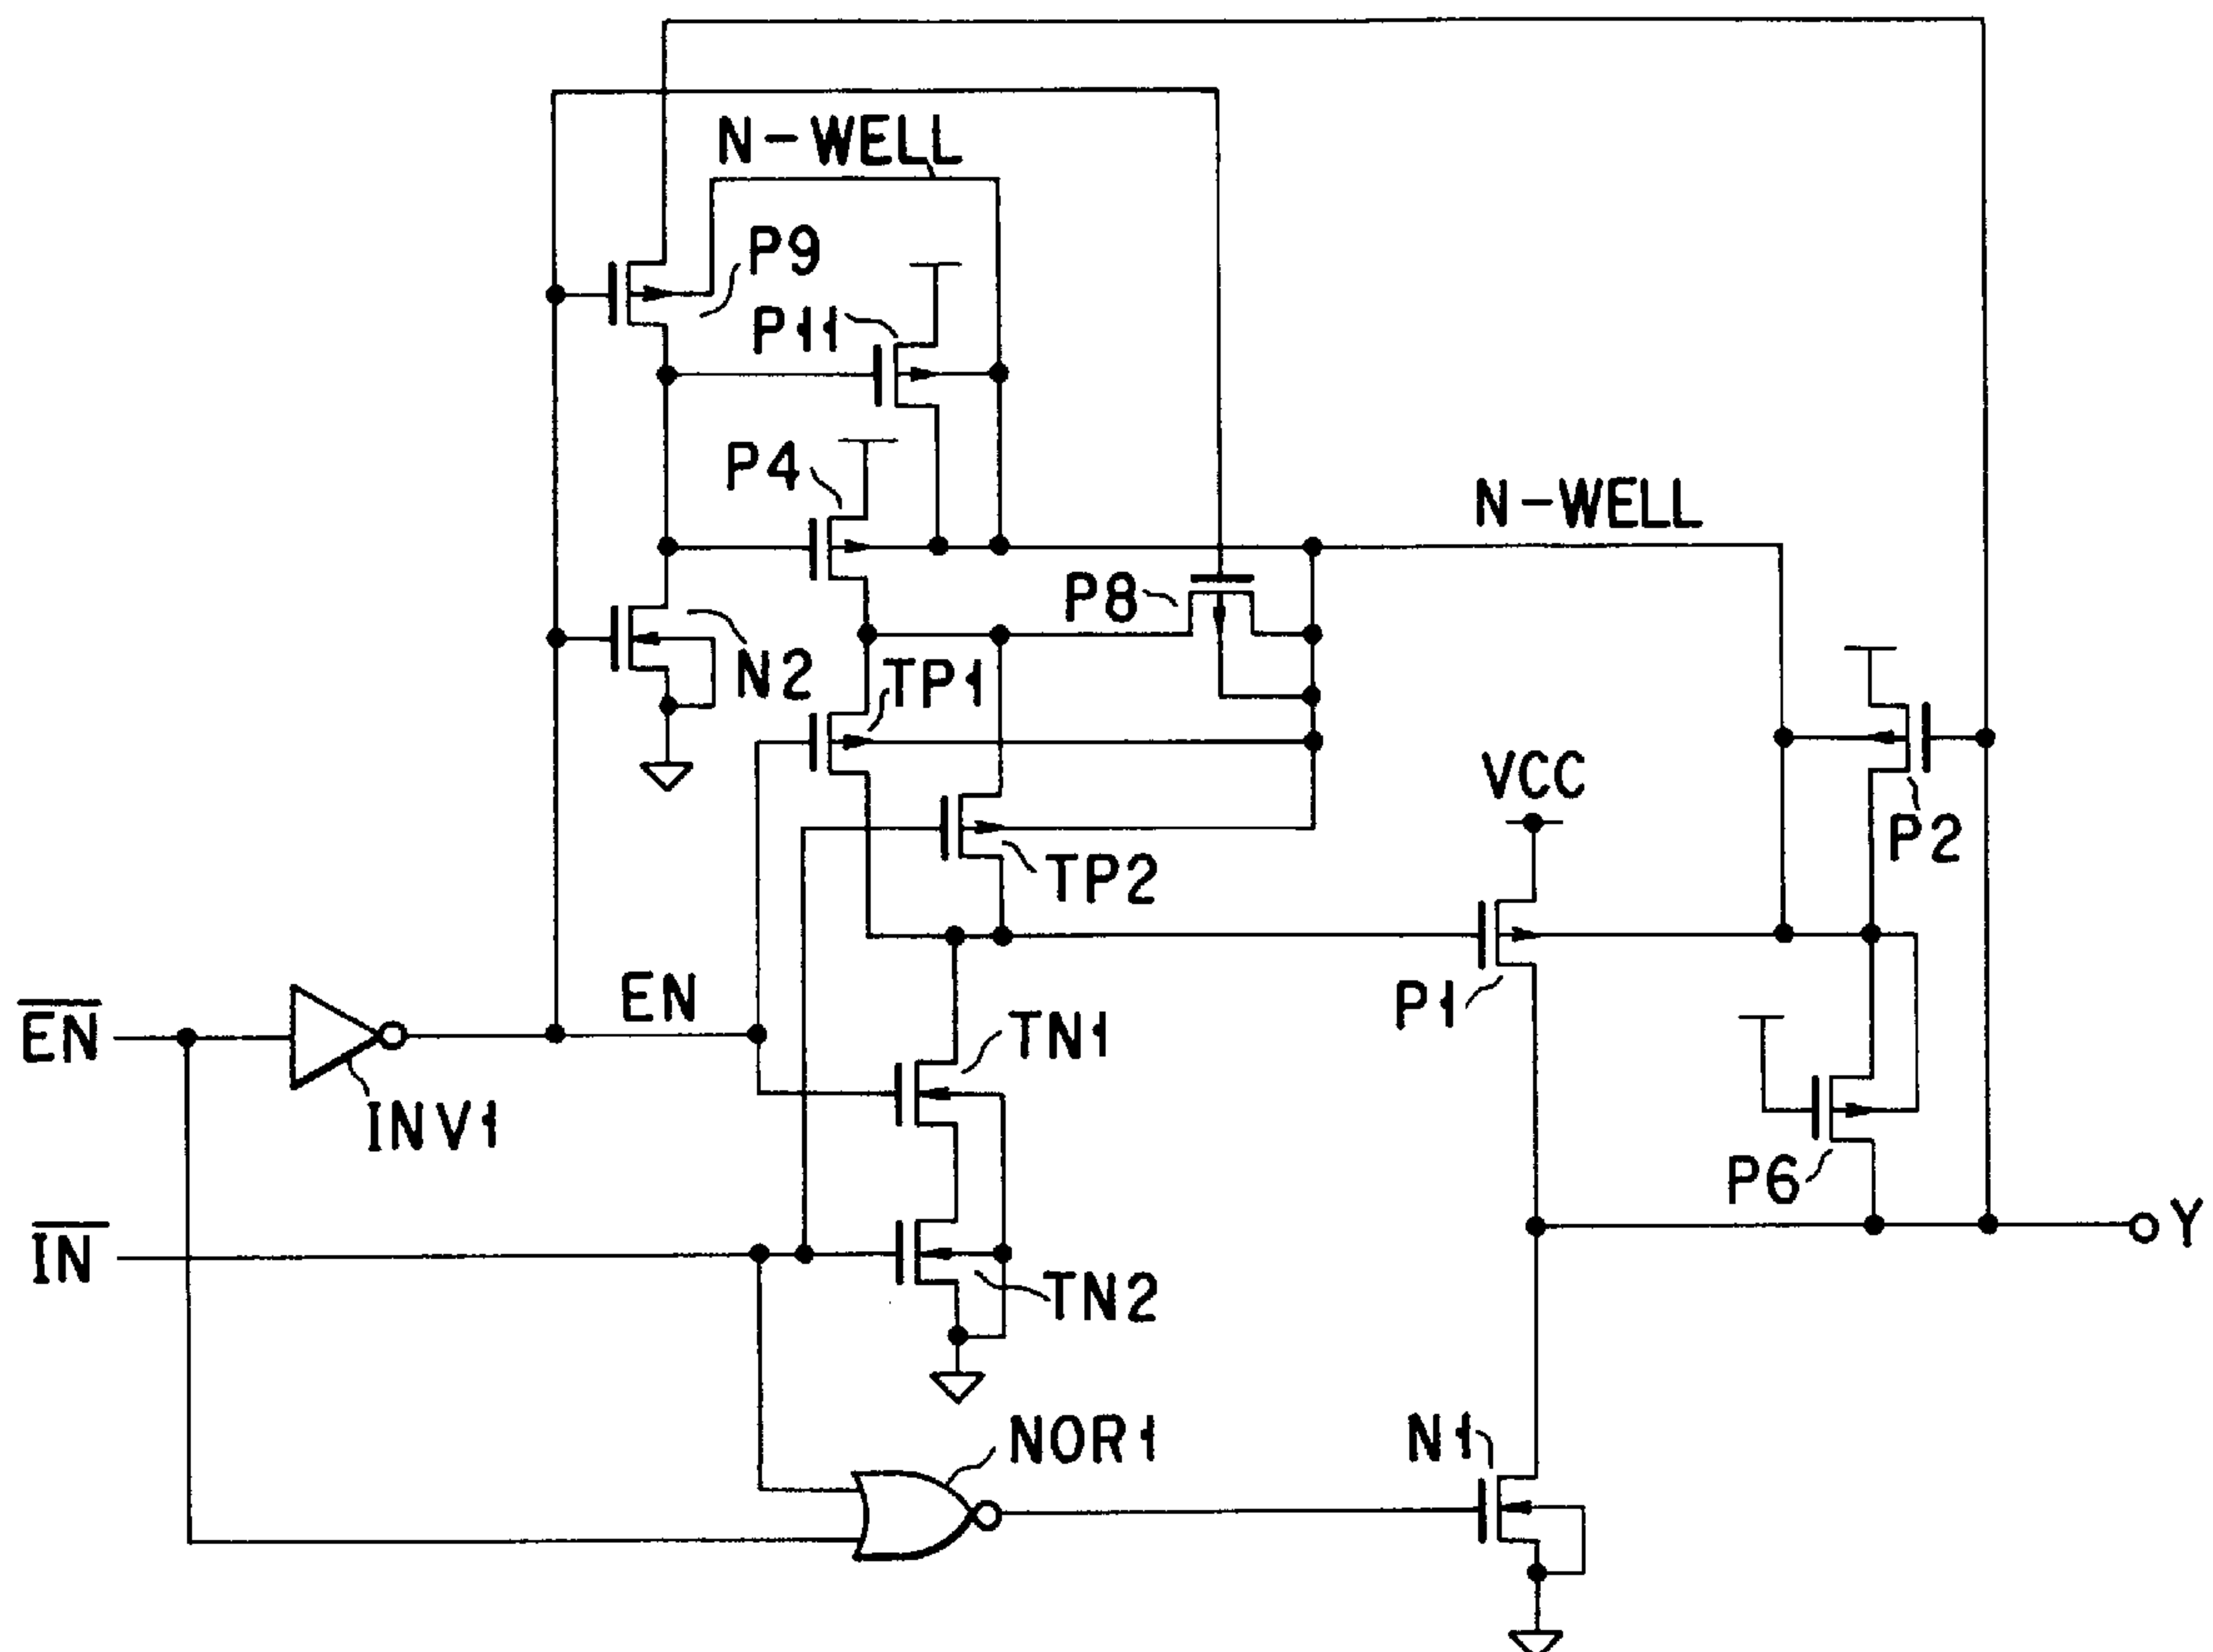 N-WELL
P9
P11
P4
N-WELL
P8
N2
TP1
VCC
P2
TP2
EN
P1
EN
TN1
INV1
P6
IN
Y
TN2
NOR1
N1